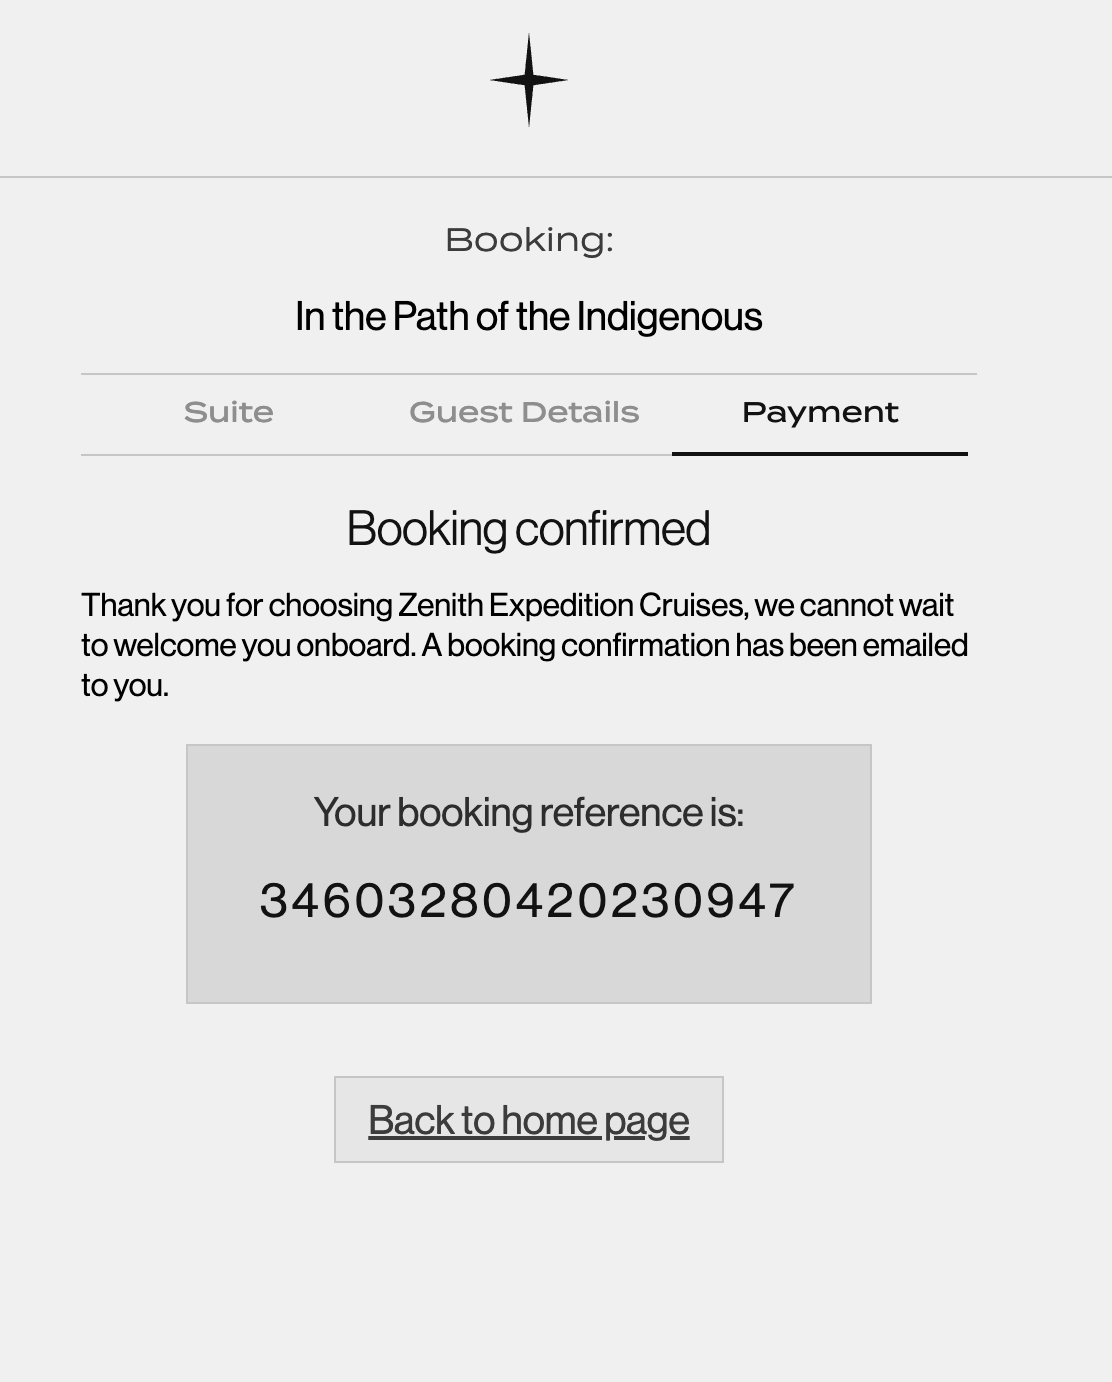 Booking:
In the Path of the Indigenous
Suite
Guest Details
Payment
Booking confirmed
Thank you for choosing Zenith Expedition Cruises, we cannot wait
to welcome you onboard. A booking confirmation has been emailed
to you.
Your booking reference is:
34603280420230947
Back to home page